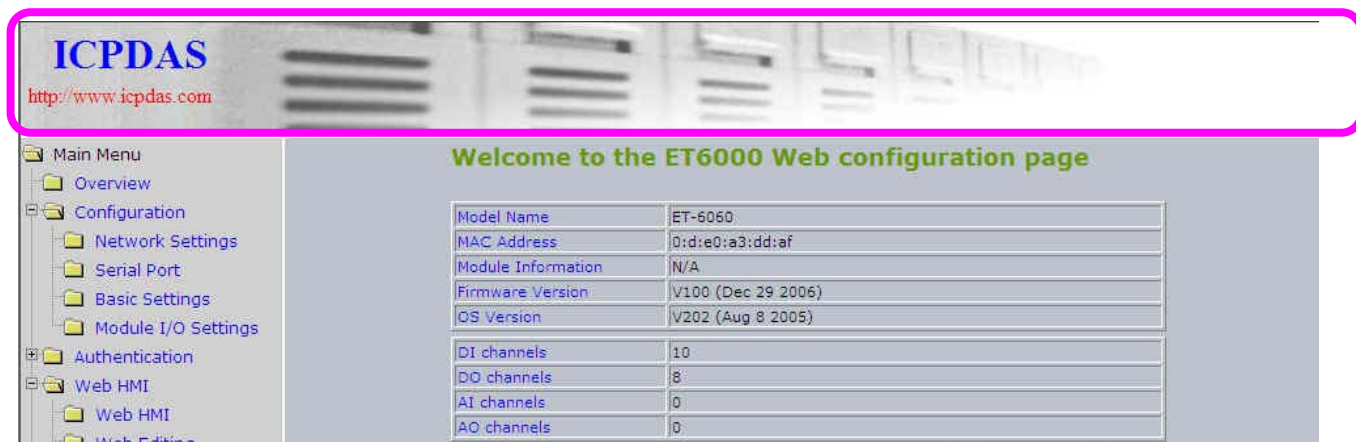 ICPDAS
http://www.icpdas.com
Main Menu
Overview
Configuration
Network Settings
Serial Port
Basic Settings
Module I/O Settings
Authentication
Web HMI
Web HMI
Web Editing
Welcome to the ET6000 Web configuration page
Model Name ET-6060
MAC Address 0:d:e0:a3:dd:af
Module Information N/A
Firmware Version V100 (Dec 29 2006)
OS Version V202 (Aug 8 2005)
DI channels 10
DO channels 8
AI channels 0
AO channels 0